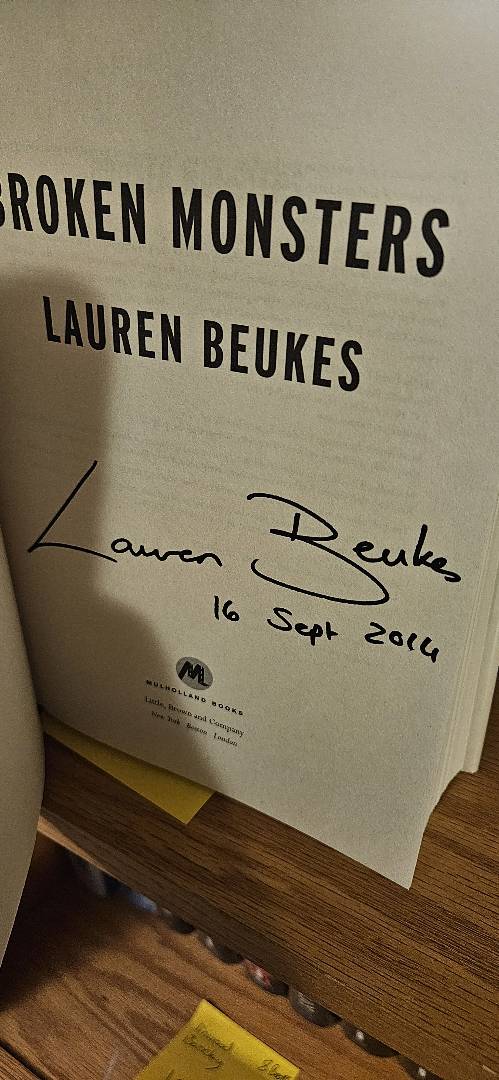 BROKEN MONSTERS
LAUREN BEUKES
Lauren Beukes
16 Sept 2014
ML
MULHOLLAND BOOKS
Little, Brown and Company
New York Boston London